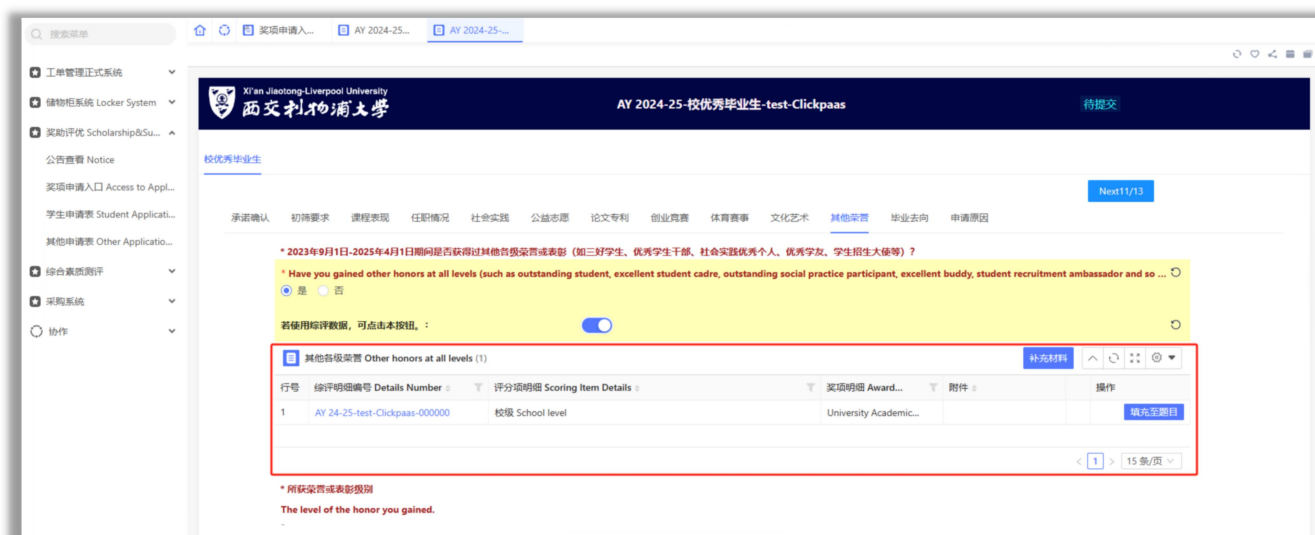 搜索菜单
奖项申请入...
AY 2024-25...
AY 2024-25-...
工单管理正式系统
储物柜系统 Locker System
奖助评优 Scholarship&Su...
公告查看 Notice
奖项申请入口 Access to Appl...
学生申请表 Student Applicati...
其他申请表 Other Applicatio...
综合素质测评
采购系统
协作
Xi'an Jiaotong-Liverpool University
西交利物浦大学
AY 2024-25-校优秀毕业生-test-Clickpaas
待提交
校优秀毕业生
Next11/13
承诺确认 初筛要求 课程表现 任职情况 社会实践 公益志愿 论文专利 创业竞赛 体育赛事 文化艺术 其他荣誉 毕业去向 申请原因
* 2023年9月1日-2025年4月1日期间是否获得过其他各级荣誉或表彰（如三好学生、优秀学生干部、社会实践优秀个人、优秀学友、学生招生大使等）？
* Have you gained other honors at all levels (such as outstanding student, excellent student cadre, outstanding social practice participant, excellent buddy, student recruitment ambassador and so ...
是 否
若使用综评数据，可点击本按钮。：
其他各级荣誉 Other honors at all levels (1)
补充材料
行号 综评明细编号 Details Number 评分项明细 Scoring Item Details 奖项明细 Award... 附件 操作
1 AY 24-25-test-Clickpaas-000000 校级 School level University Academic... 填充至题目
< 1 > 15 条/页
* 所获荣誉或表彰级别
The level of the honor you gained.